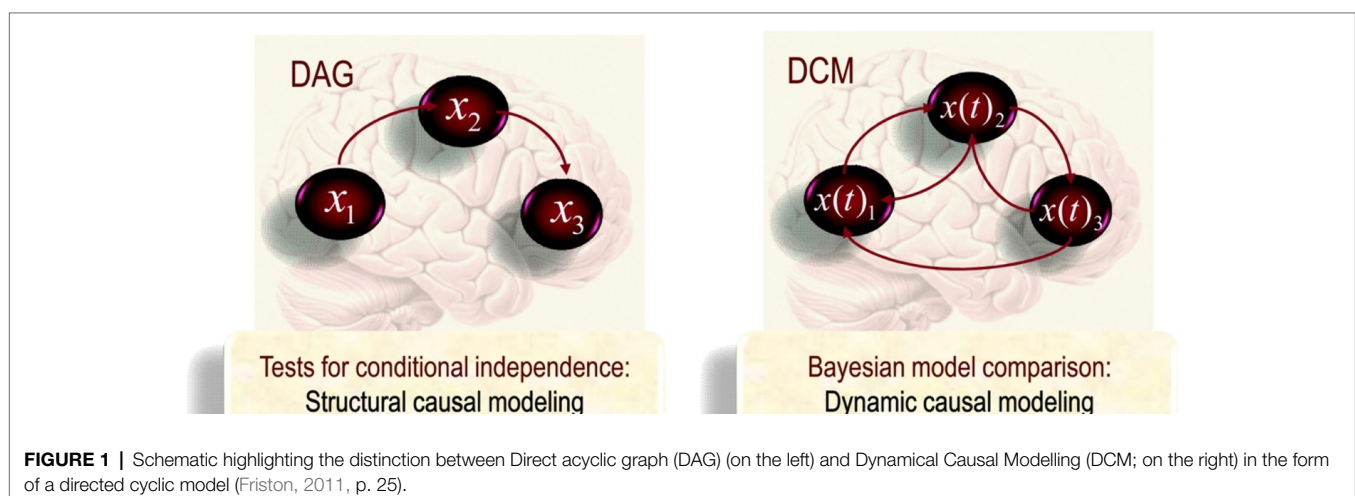 DAG
x₂
x₁
x₃
Tests for conditional independence:
Structural causal modeling
DCM
x(t)₂
x(t)₁
x(t)₃
Bayesian model comparison:
Dynamic causal modeling
FIGURE 1 | Schematic highlighting the distinction between Direct acyclic graph (DAG) (on the left) and Dynamical Causal Modelling (DCM; on the right) in the form
of a directed cyclic model (Friston, 2011, p. 25).